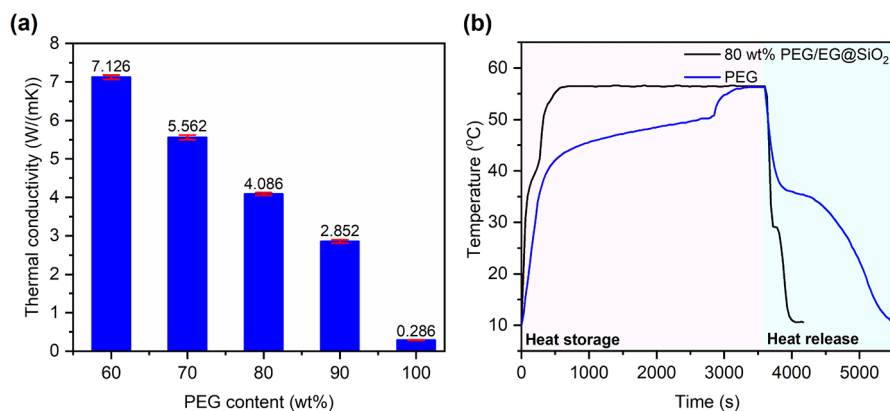 (a)
Thermal conductivity (W/(mK))
8
7
6
5
4
3
2
1
0
7.126
5.562
4.086
2.852
0.286
60 70 80 90 100
PEG content (wt%)
(b)
Temperature (°C)
60
50
40
30
20
10
80 wt% PEG/EG@SiO₂
PEG
Heat storage
Heat release
0 1000 2000 3000 4000 5000
Time (s)